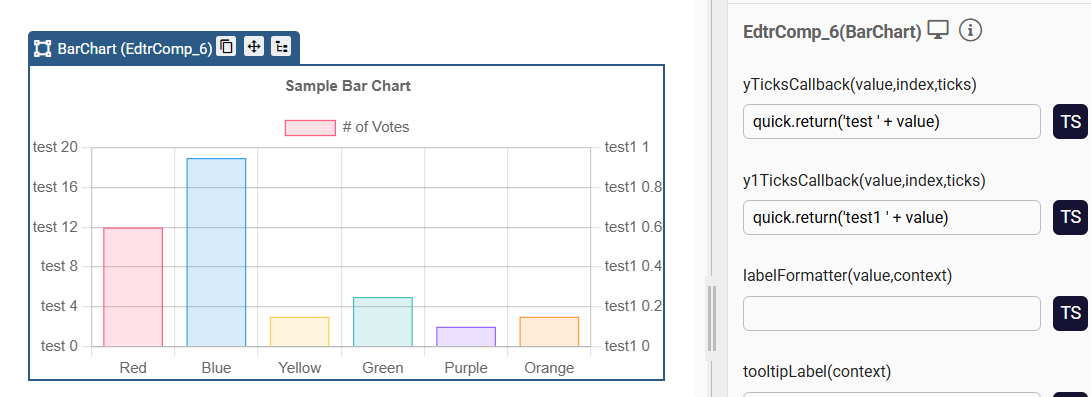 BarChart (EdtrComp_6)
Sample Bar Chart
# of Votes
test 20
test 16
test 12
test 8
test 4
test 0
test1 1
test1 0.8
test1 0.6
test1 0.4
test1 0.2
test1 0
Red Blue Yellow Green Purple Orange
EdtrComp_6(BarChart)
yTicksCallback(value,index,ticks)
quick.return('test ' + value) TS
y1TicksCallback(value,index,ticks)
quick.return('test1 ' + value) TS
labelFormatter(value,context)
TS
tooltipLabel(context)